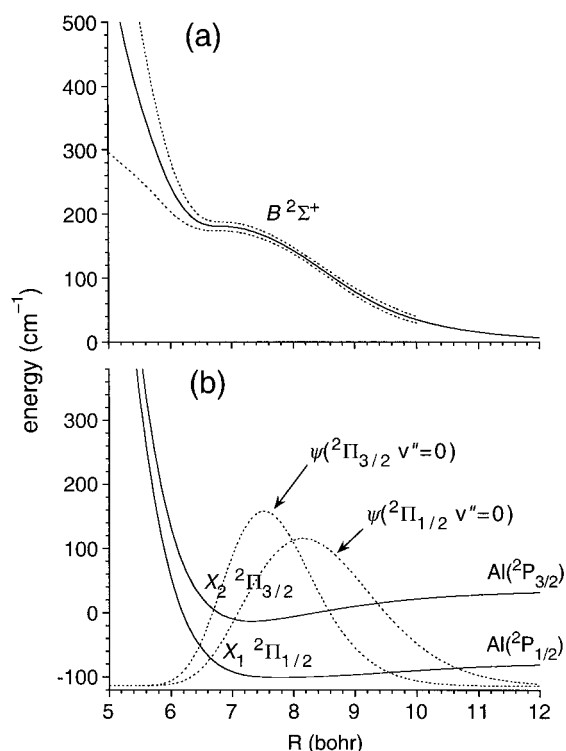 (a)
500
400
300
200
100
0
B ²Σ⁺
energy (cm⁻¹)
(b)
300
200
100
0
-100
ψ(²Π₃/₂ v"=0)
ψ(²Π₁/₂ v"=0)
X₂ ²Π₃/₂
Al(²P₃/₂)
X₁ ²Π₁/₂
Al(²P₁/₂)
5 6 7 8 9 10 11 12
R (bohr)